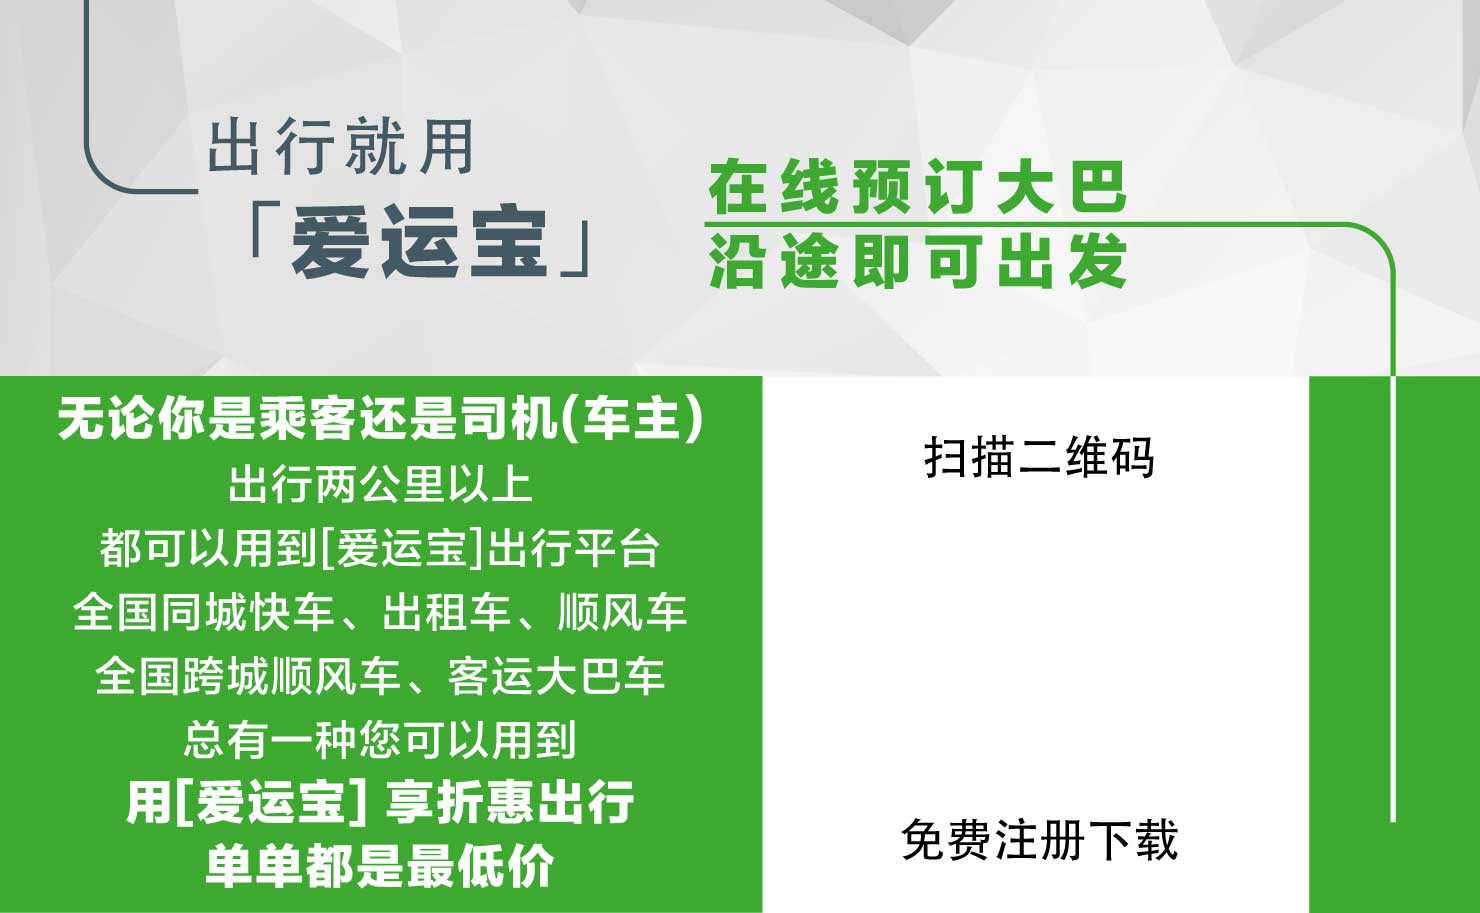 出行就用
「爱运宝」
在线预订大巴
沿途即可出发
无论你是乘客还是司机(车主)
出行两公里以上
都可以用到[爱运宝]出行平台
全国同城快车、出租车、顺风车
全国跨城顺风车、客运大巴车
总有一种您可以用到
用[爱运宝] 享折惠出行
单单都是最低价
扫描二维码
免费注册下载